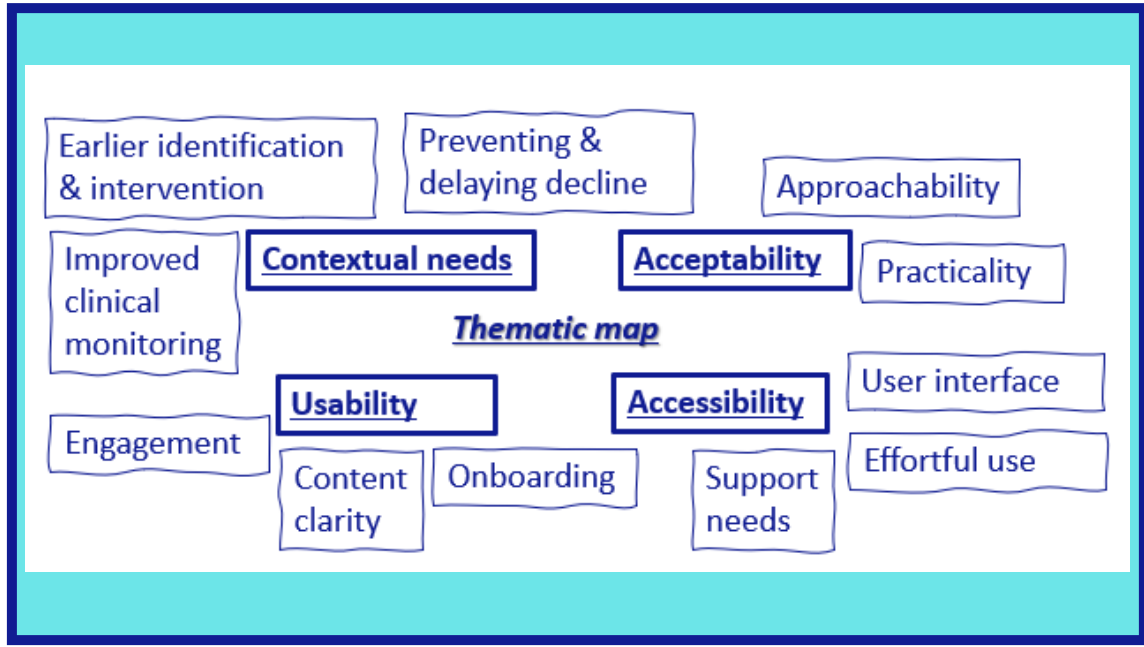 Earlier identification
& intervention
Preventing &
delaying decline
Approachability
Improved
clinical
monitoring
Contextual needs
Acceptability
Practicality
Thematic map
Usability
Accessibility
User interface
Engagement
Content
clarity
Onboarding
Support
needs
Effortful use